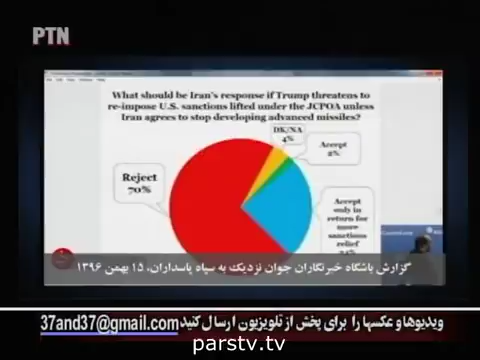 PTN
What should be Iran's response if Trump threatens to
re-impose U.S. sanctions lifted under the JCPOA unless
Iran agrees to stop developing advanced missiles?
DK/NA
4%
Accept
2%
Reject
70%
Accept
only in
return for
more
sanctions
relief
گزارش باشگاه خبرنگاران جوان نزدیک به سپاه پاسداران، ۱۵ بهمن ۱۳۹۶
ویدیوها و عکسها را برای پخش از تلویزیون ارسال کنید 37and37@gmail.com
parstv.tv